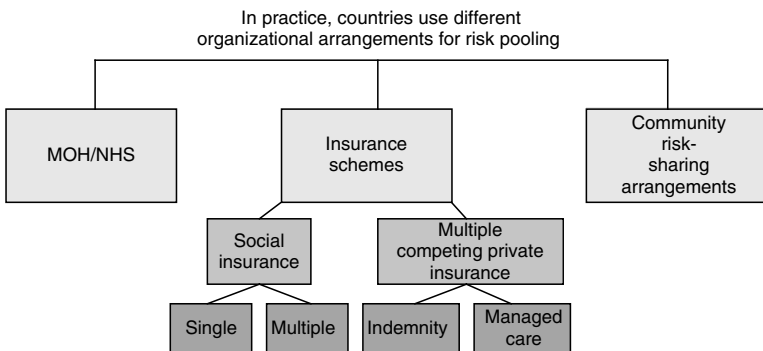 In practice, countries use different
organizational arrangements for risk pooling
MOH/NHS
Insurance
schemes
Community
risk-
sharing
arrangements
Social
insurance
Multiple
competing private
insurance
Single
Multiple
Indemnity
Managed
care